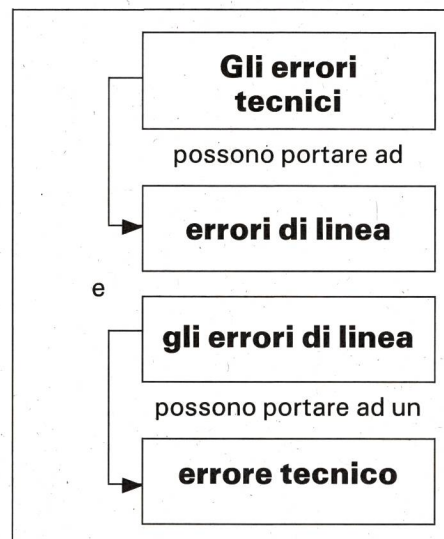 Gli errori
tecnici
possono portare ad
errori di linea
e
gli errori di linea
possono portare ad un
errore tecnico